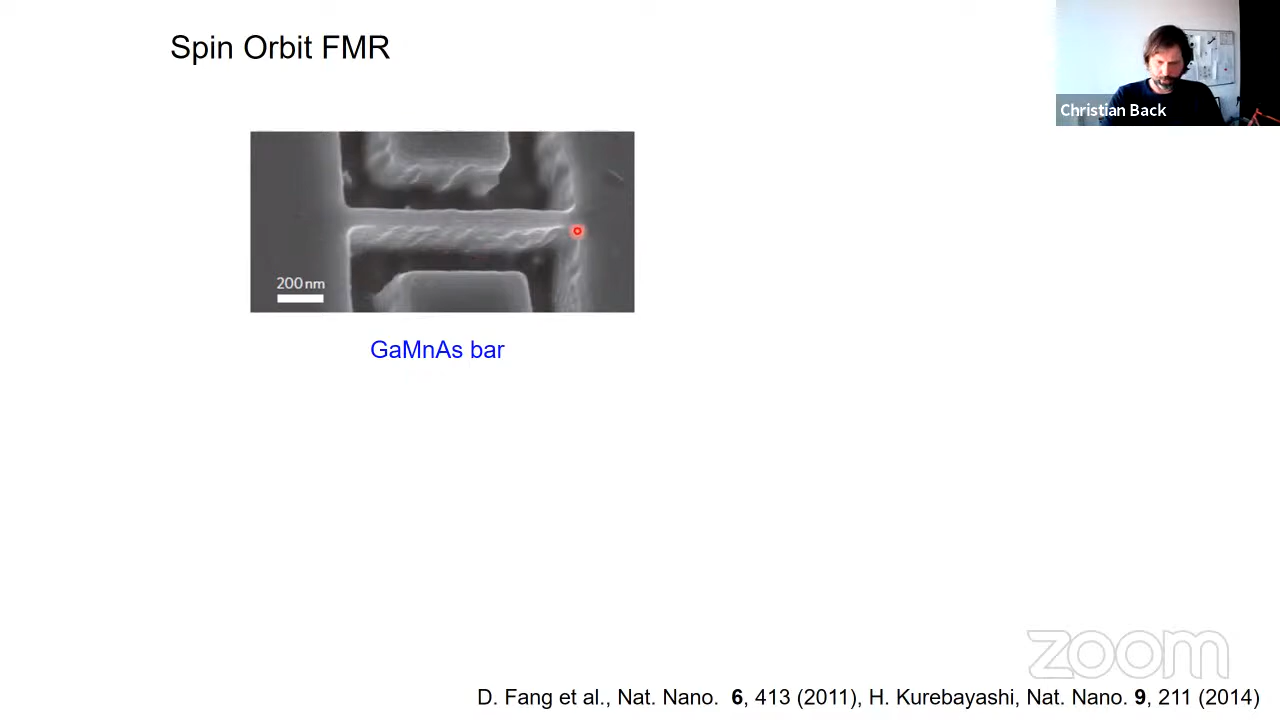 Spin Orbit FMR
Christian Back
200 nm
GaMnAs bar
zoom
D. Fang et al., Nat. Nano. 6, 413 (2011), H. Kurebayashi, Nat. Nano. 9, 211 (2014)